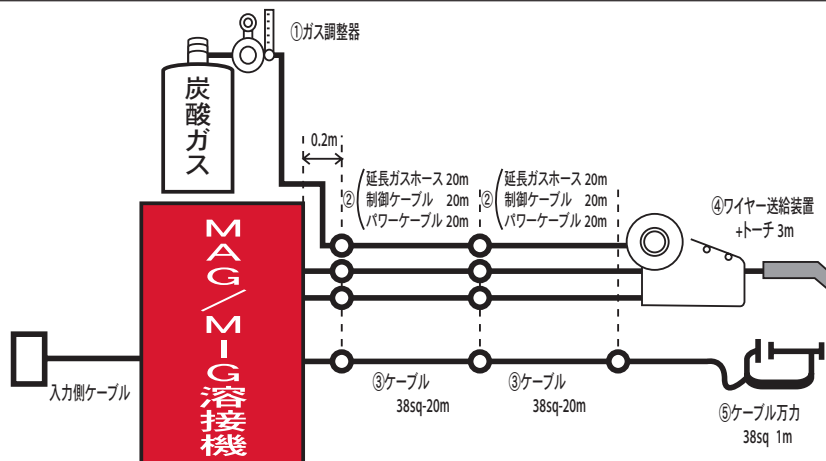 ①ガス調整器
炭酸ガス
0.2m
②
延長ガスホース 20m
制御ケーブル 20m
パワーケーブル 20m
②
延長ガスホース 20m
制御ケーブル 20m
パワーケーブル 20m
④ワイヤー送給装置
+トーチ 3m
MAG/MIG溶接機
入力側ケーブル
③ケーブル
38sq-20m
③ケーブル
38sq-20m
⑤ケーブル万力
38sq 1m